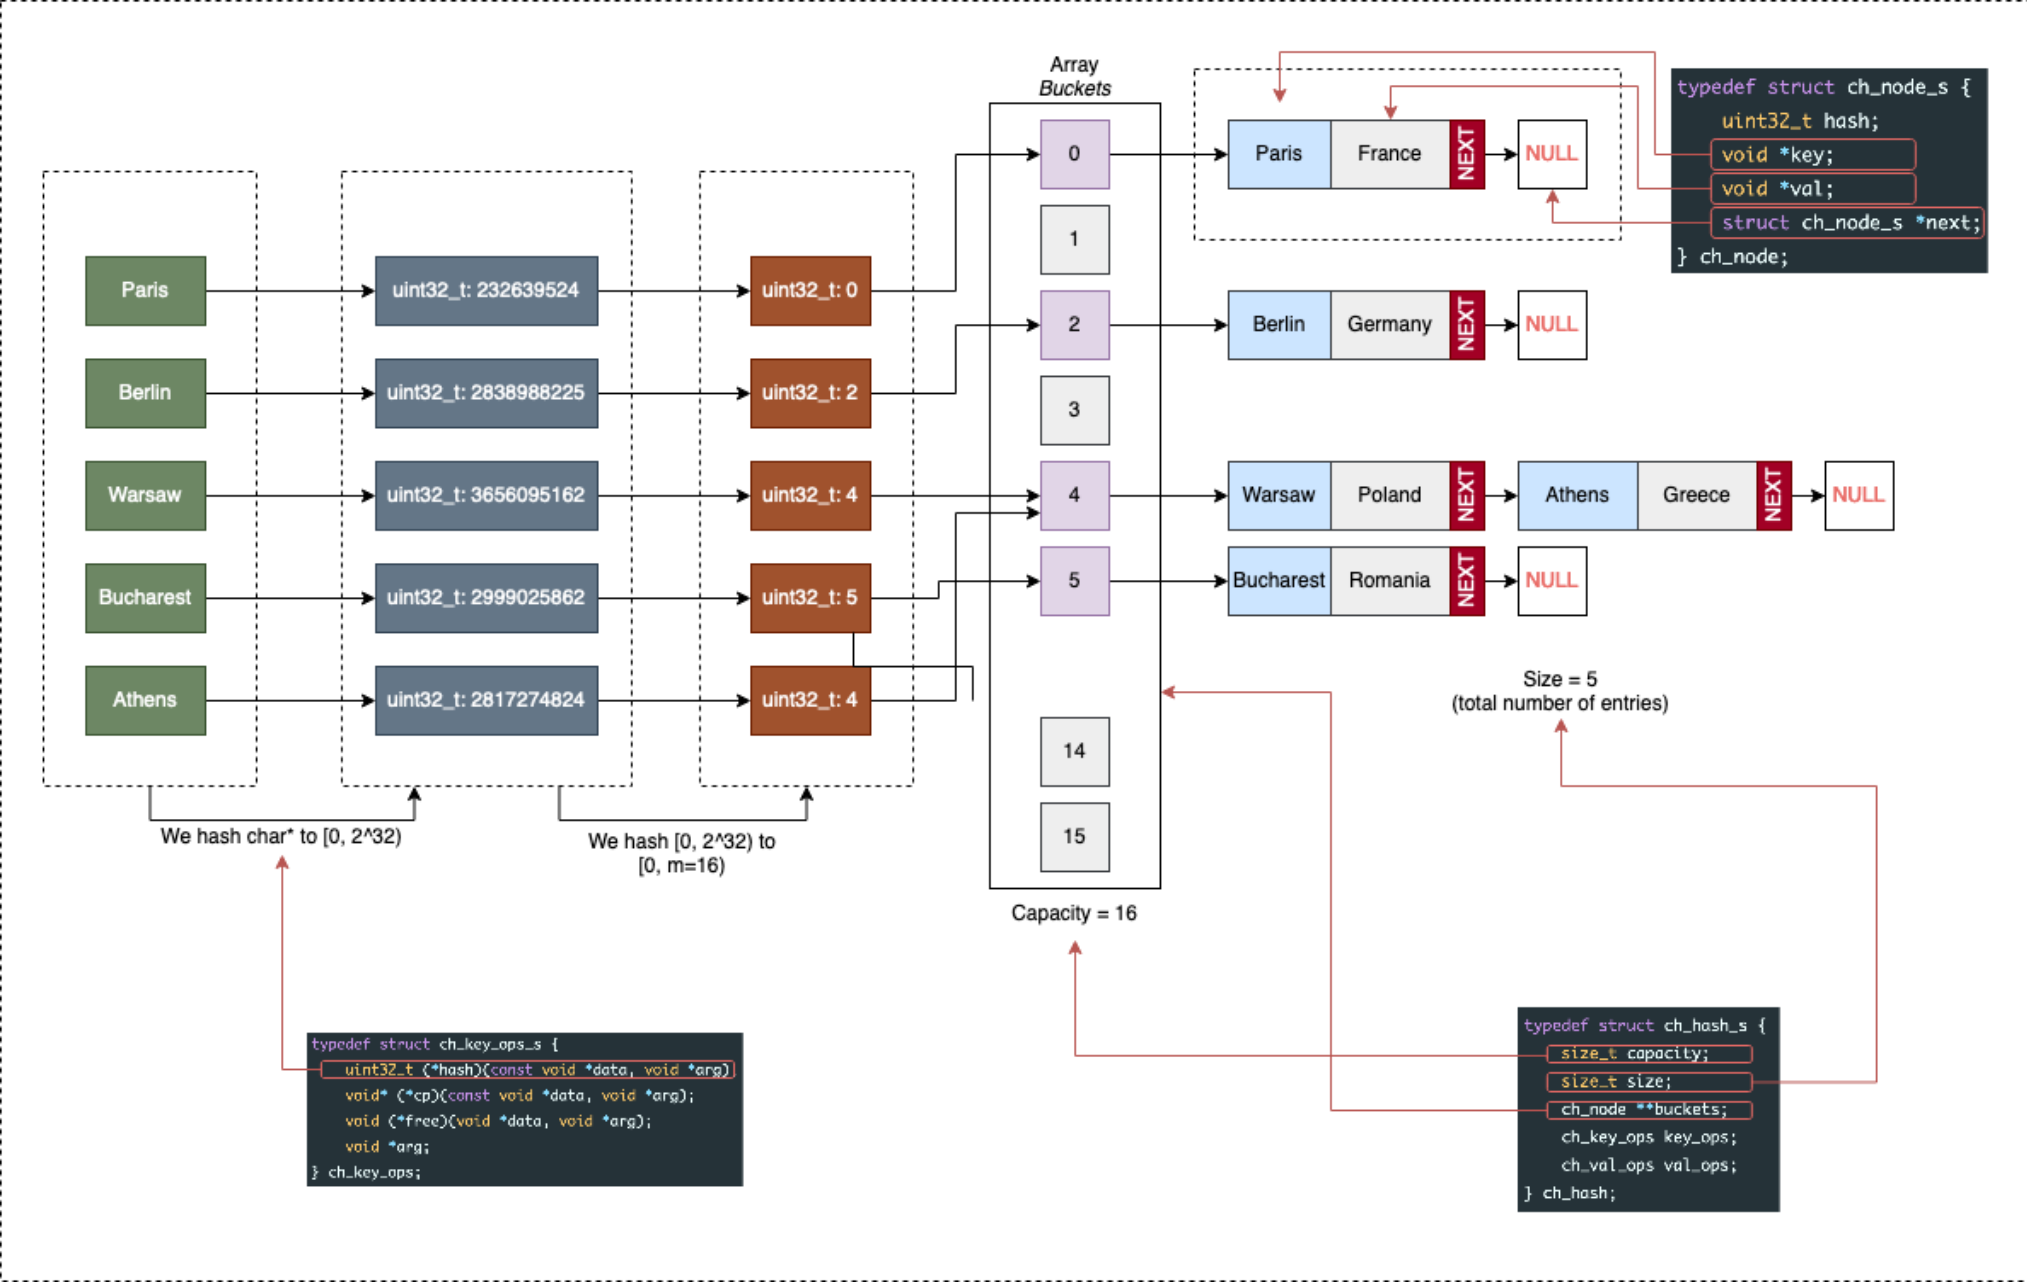 Array
Buckets
0
1
2
3
4
5
14
15
Capacity = 16
Paris
Berlin
Warsaw
Bucharest
Athens
uint32_t: 232639524
uint32_t: 2838988225
uint32_t: 3656095162
uint32_t: 2999025862
uint32_t: 2817274824
uint32_t: 0
uint32_t: 2
uint32_t: 4
uint32_t: 5
uint32_t: 4
We hash char* to [0, 2^32)
We hash [0, 2^32) to
[0, m=16)
Paris France NEXT NULL
Berlin Germany NEXT NULL
Warsaw Poland NEXT Athens Greece NEXT NULL
Bucharest Romania NEXT NULL
typedef struct ch_node_s {
uint32_t hash;
void *key;
void *val;
struct ch_node_s *next;
} ch_node;
Size = 5
(total number of entries)
typedef struct ch_key_ops_s {
uint32_t (*hash)(const void *data, void *arg)
void* (*cp)(const void *data, void *arg);
void (*free)(void *data, void *arg);
void *arg;
} ch_key_ops;
typedef struct ch_hash_s {
size_t capacity;
size_t size;
ch_node **buckets;
ch_key_ops key_ops;
ch_val_ops val_ops;
} ch_hash;